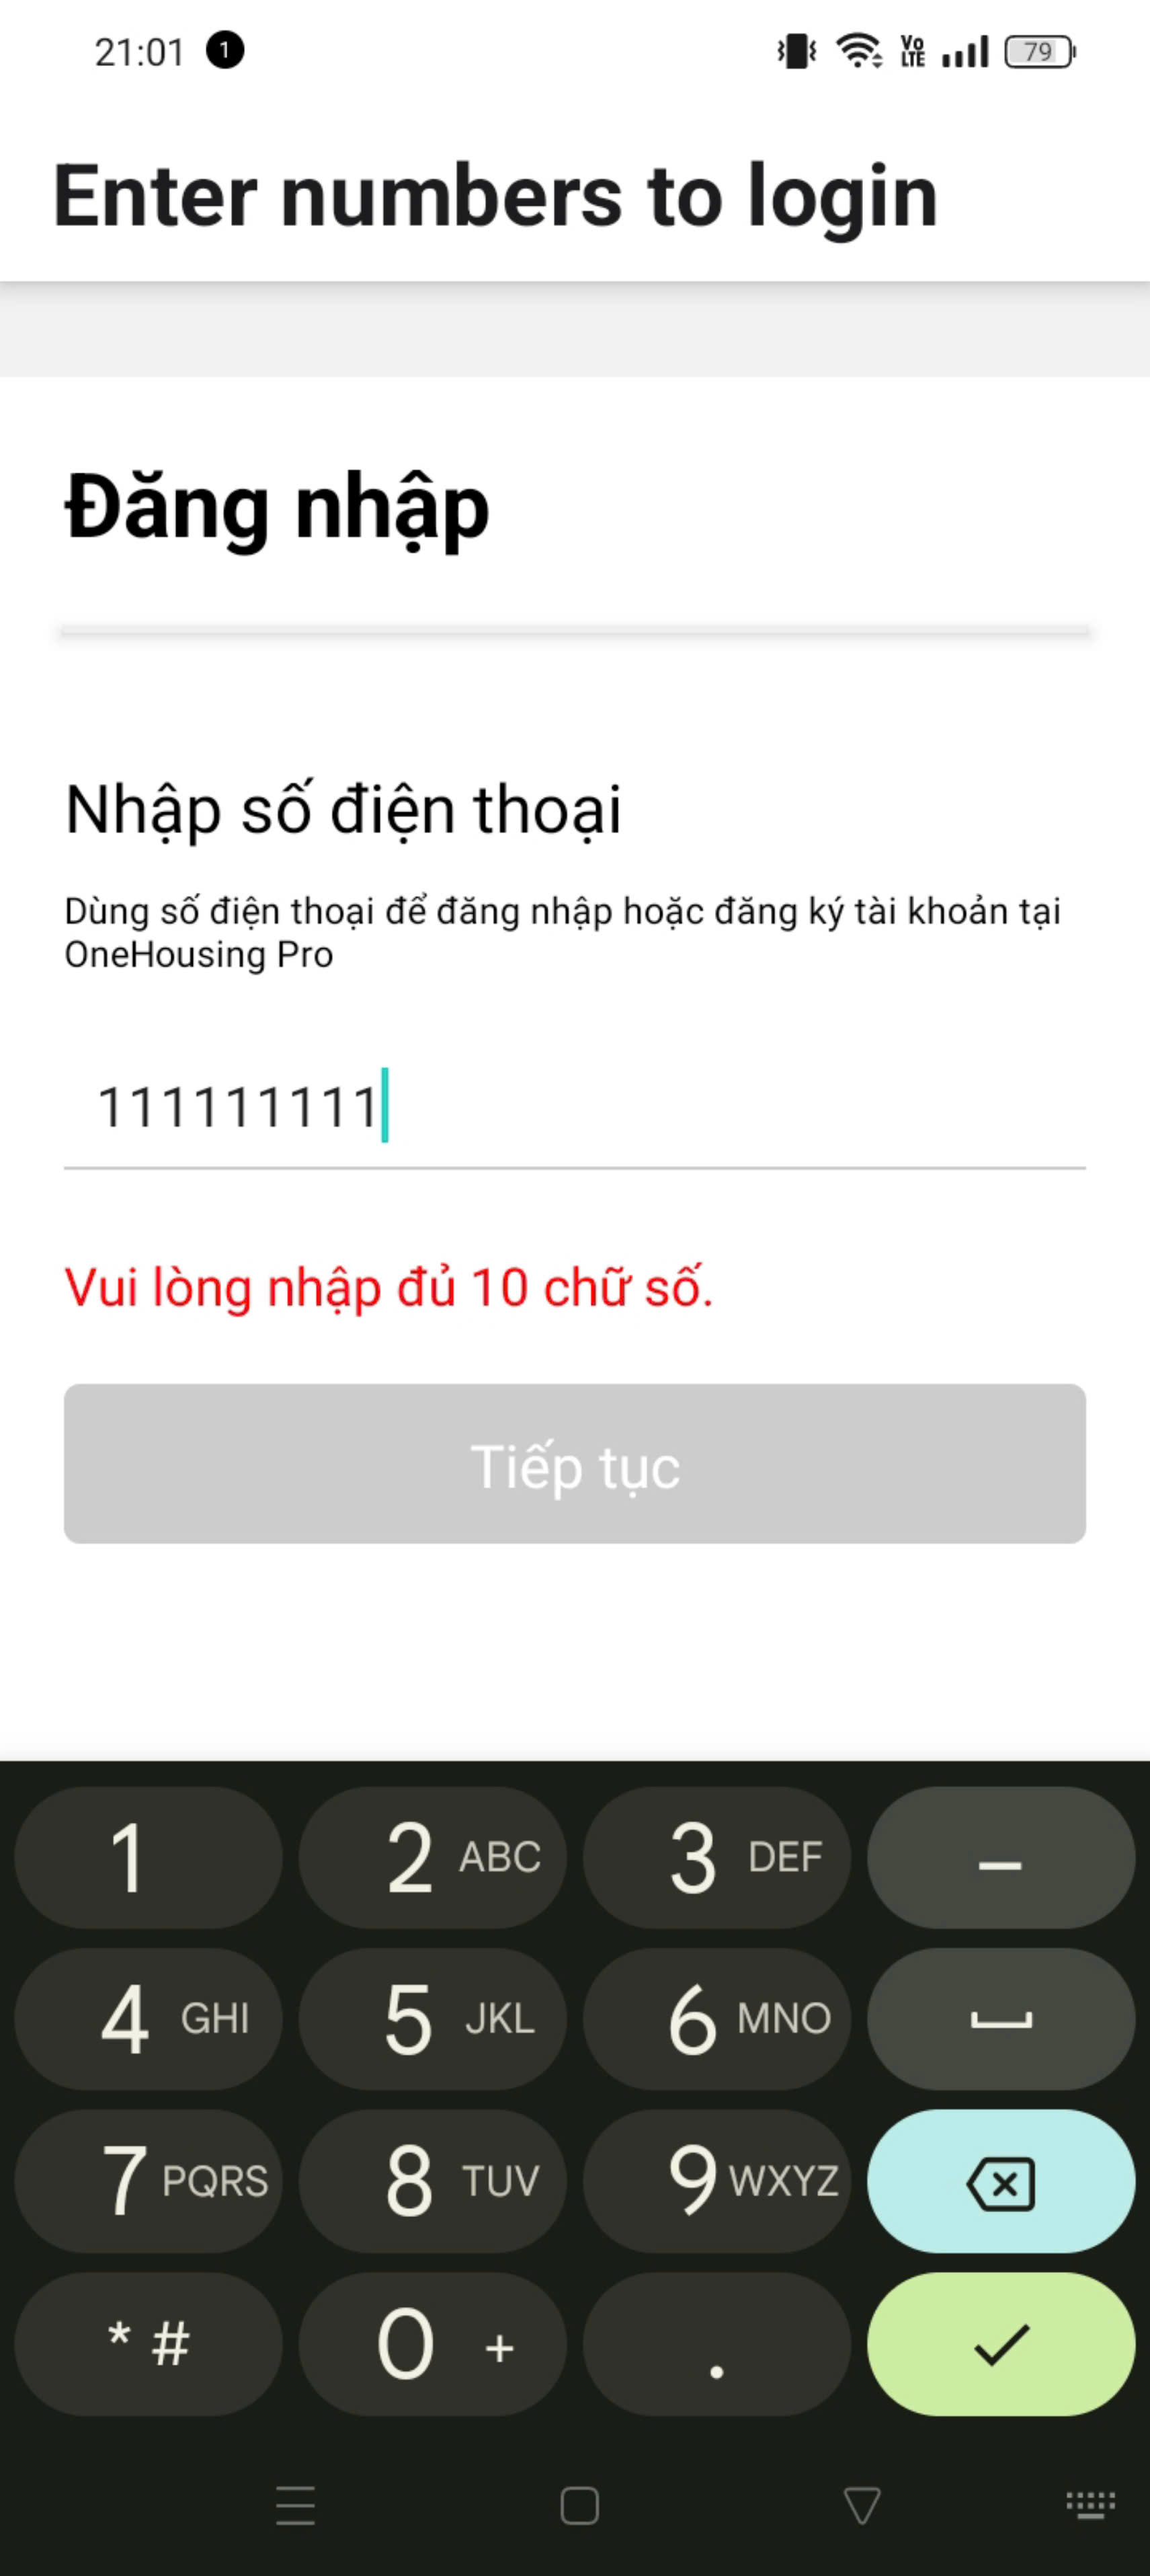 21:01 1 Vo LTE 79
Enter numbers to login
Đăng nhập
Nhập số điện thoại
Dùng số điện thoại để đăng nhập hoặc đăng ký tài khoản tại
OneHousing Pro
111111111
Vui lòng nhập đủ 10 chữ số.
Tiếp tục
1 2 ABC 3 DEF –
4 GHI 5 JKL 6 MNO
7 PQRS 8 TUV 9 WXYZ
* # 0 + .